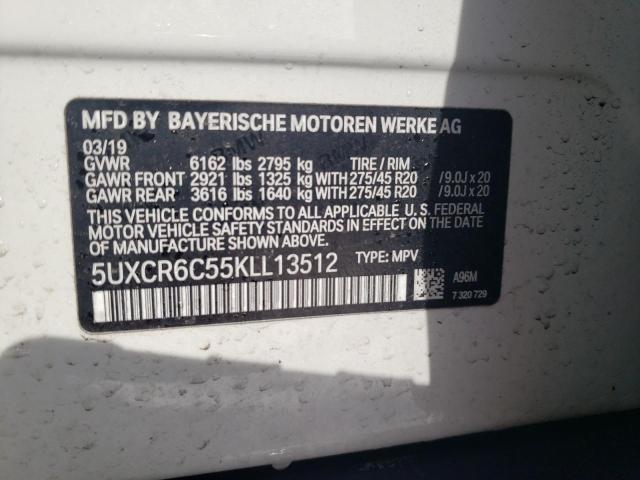 MFD BY BAYERISCHE MOTOREN WERKE AG
03/19
GVWR 6162 lbs 2795 kg TIRE / RIM
GAWR FRONT 2921 lbs 1325 kg WITH 275/45 R20 / 9.0J x 20
GAWR REAR 3616 lbs 1640 kg WITH 275/45 R20 / 9.0J x 20
THIS VEHICLE CONFORMS TO ALL APPLICABLE U. S. FEDERAL
MOTOR VEHICLE SAFETY STANDARDS IN EFFECT ON THE DATE
OF MANUFACTURE SHOWN ABOVE.
5UXCR6C55KLL13512 TYPE: MPV
A96M
7 320 729